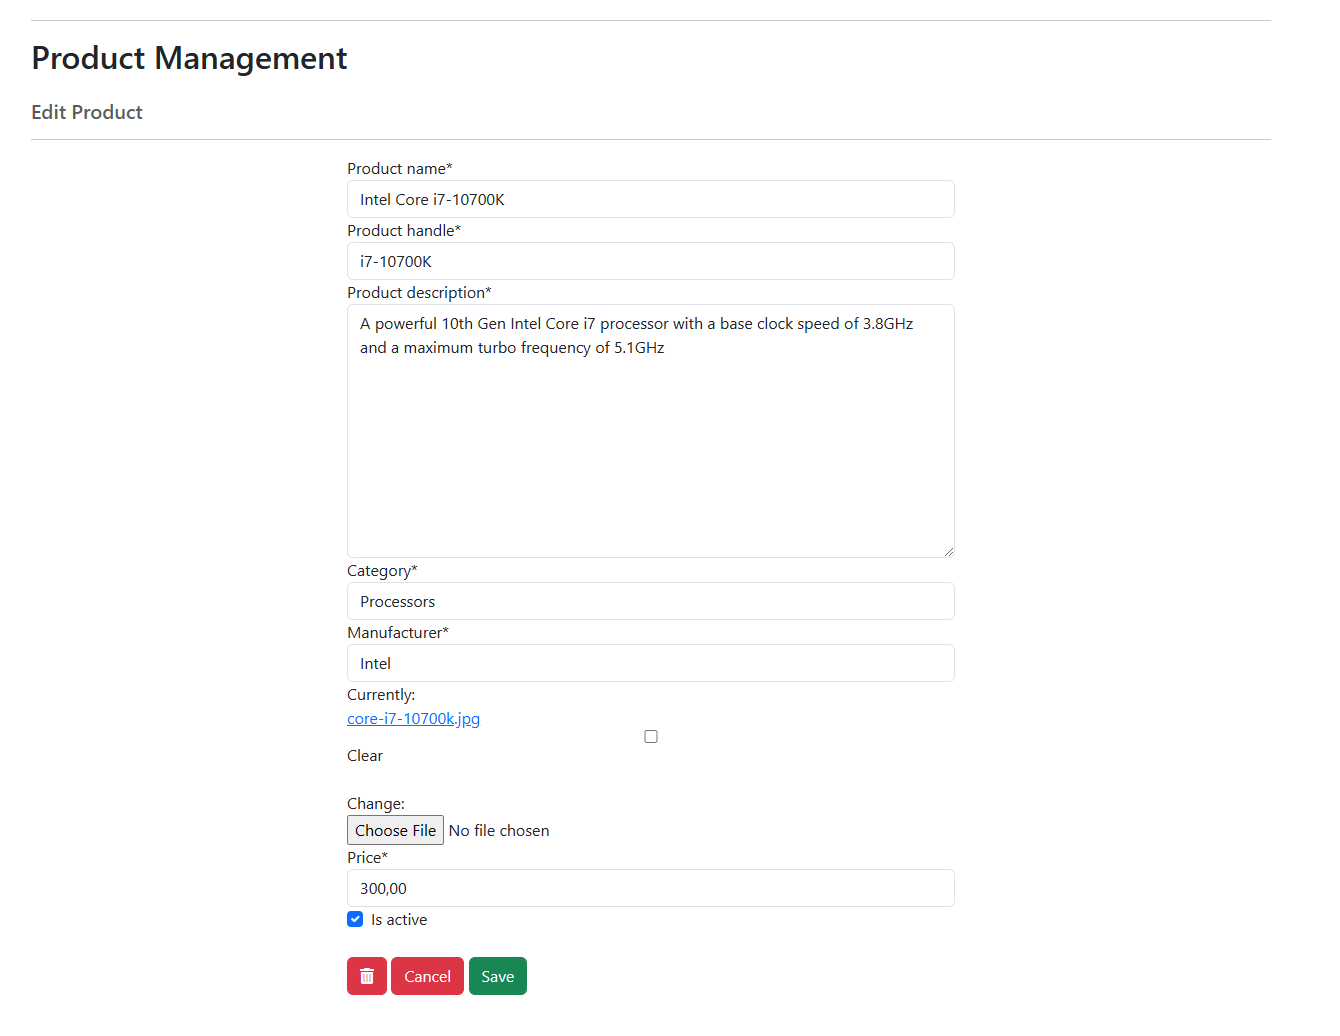 Product Management
Edit Product
Product name*
Intel Core i7-10700K
Product handle*
i7-10700K
Product description*
A powerful 10th Gen Intel Core i7 processor with a base clock speed of 3.8GHz
and a maximum turbo frequency of 5.1GHz
Category*
Processors
Manufacturer*
Intel
Currently:
core-i7-10700k.jpg
Clear
Change:
Choose File No file chosen
Price*
300,00
Is active
Cancel Save